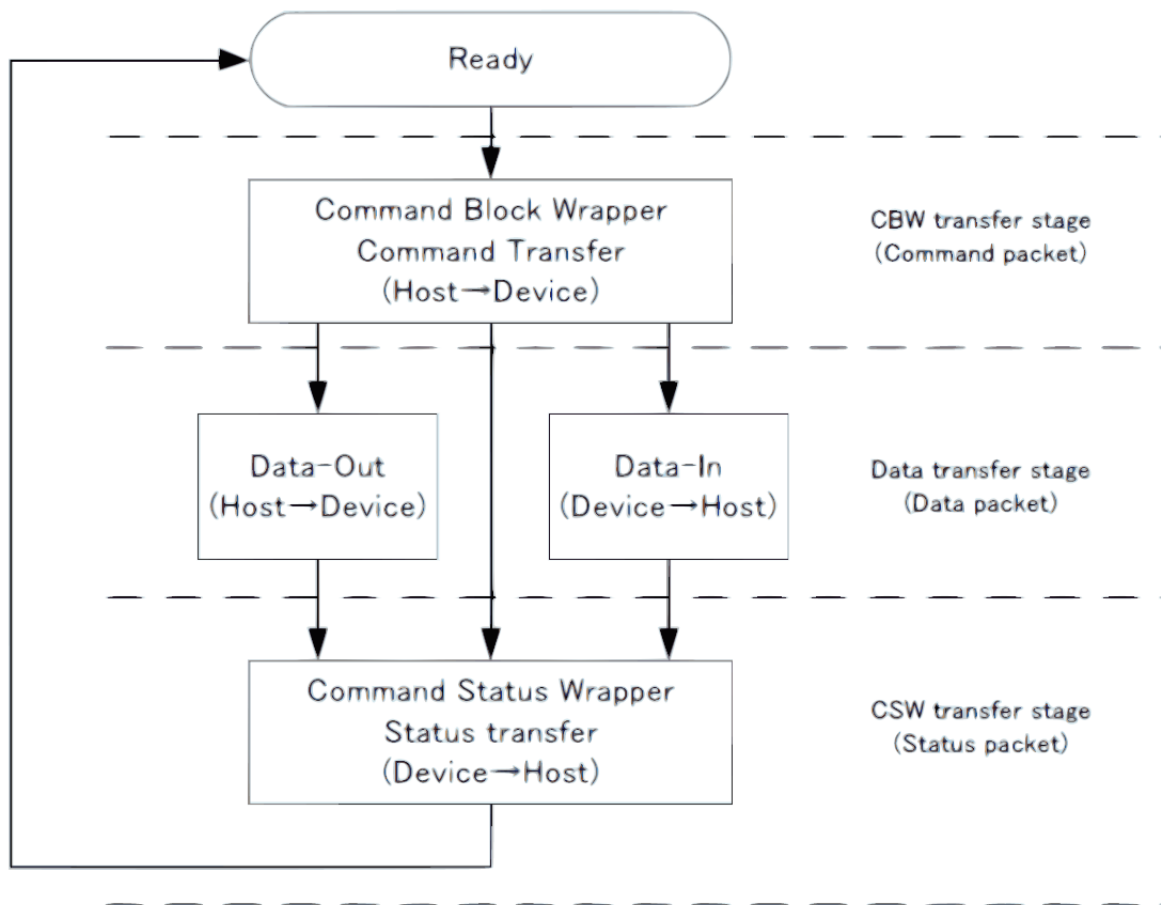 Ready
Command Block Wrapper
Command Transfer
(Host→Device)
CBW transfer stage
(Command packet)
Data-Out
(Host→Device)
Data-In
(Device→Host)
Data transfer stage
(Data packet)
Command Status Wrapper
Status transfer
(Device→Host)
CSW transfer stage
(Status packet)